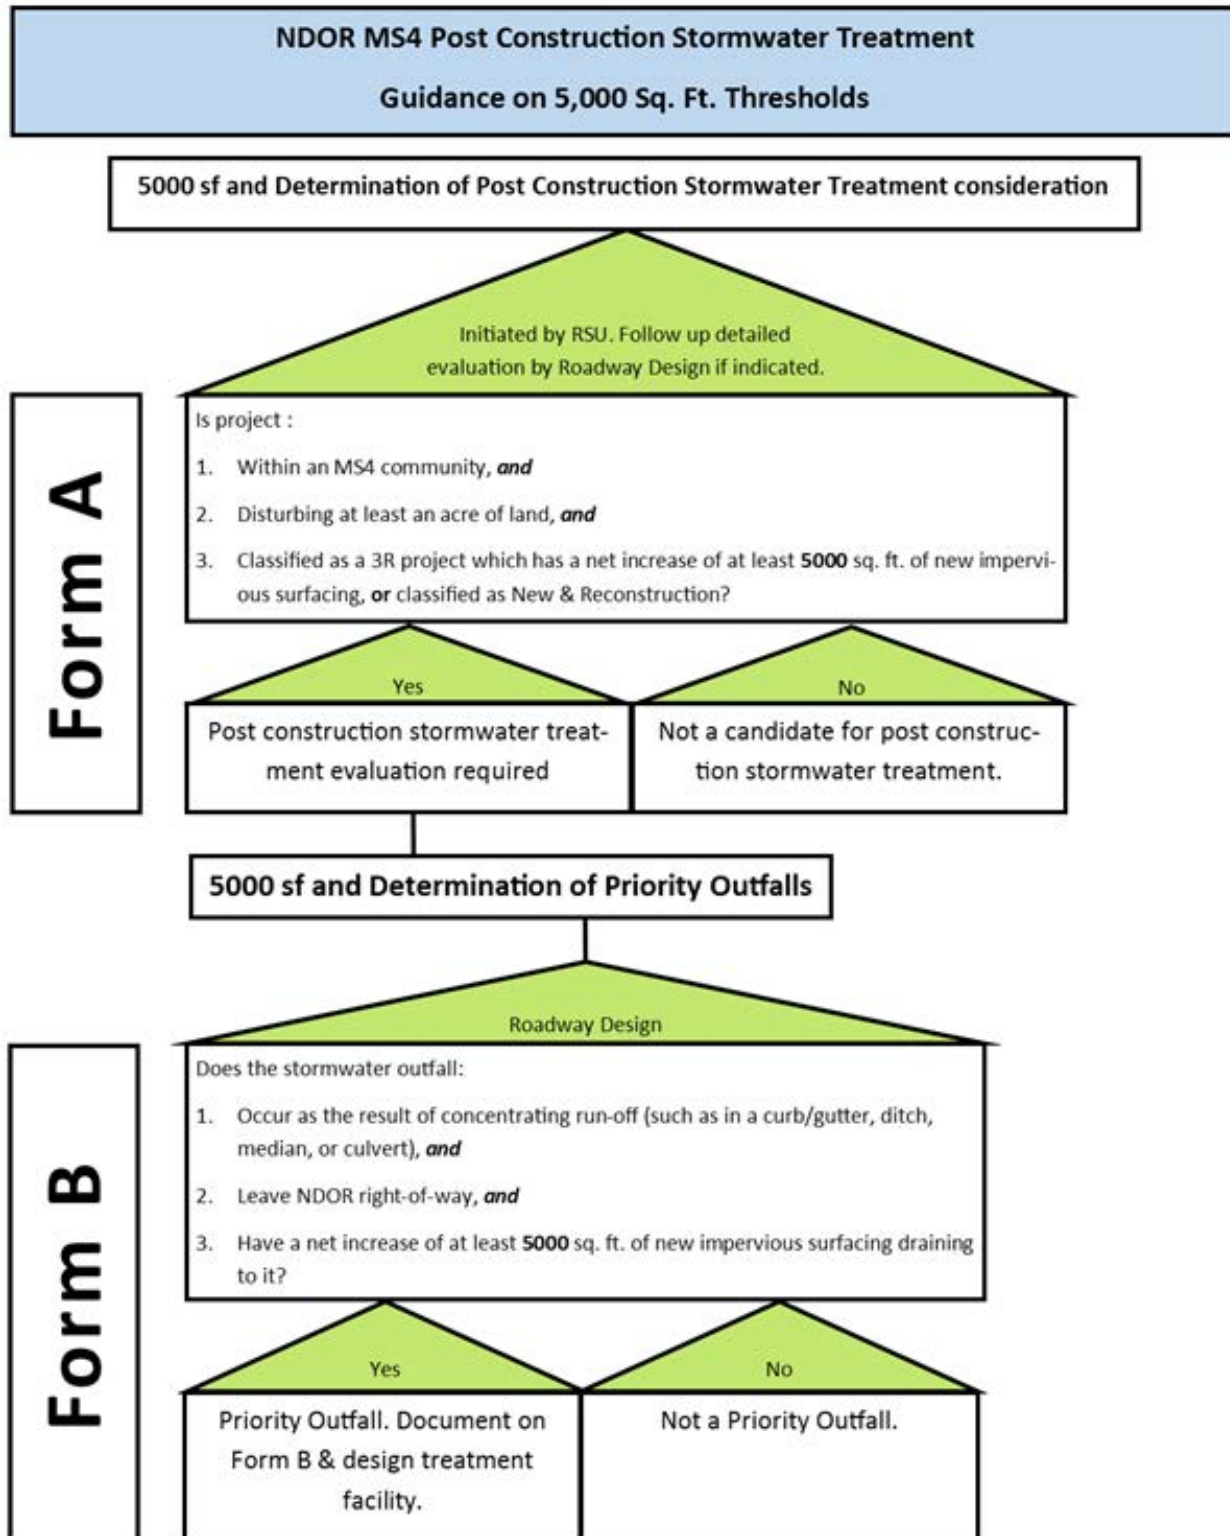 NDOR MS4 Post Construction Stormwater Treatment
Guidance on 5,000 Sq. Ft. Thresholds
5000 sf and Determination of Post Construction Stormwater Treatment consideration
Initiated by RSU. Follow up detailed
evaluation by Roadway Design if indicated.
Form A
Is project :
1. Within an MS4 community, and
2. Disturbing at least an acre of land, and
3. Classified as a 3R project which has a net increase of at least 5000 sq. ft. of new impervi-
ous surfacing, or classified as New & Reconstruction?
Yes
Post construction stormwater treat-
ment evaluation required
No
Not a candidate for post construc-
tion stormwater treatment.
5000 sf and Determination of Priority Outfalls
Roadway Design
Form B
Does the stormwater outfall:
1. Occur as the result of concentrating run-off (such as in a curb/gutter, ditch,
median, or culvert), and
2. Leave NDOR right-of-way, and
3. Have a net increase of at least 5000 sq. ft. of new impervious surfacing draining
to it?
Yes
Priority Outfall. Document on
Form B & design treatment
facility.
No
Not a Priority Outfall.